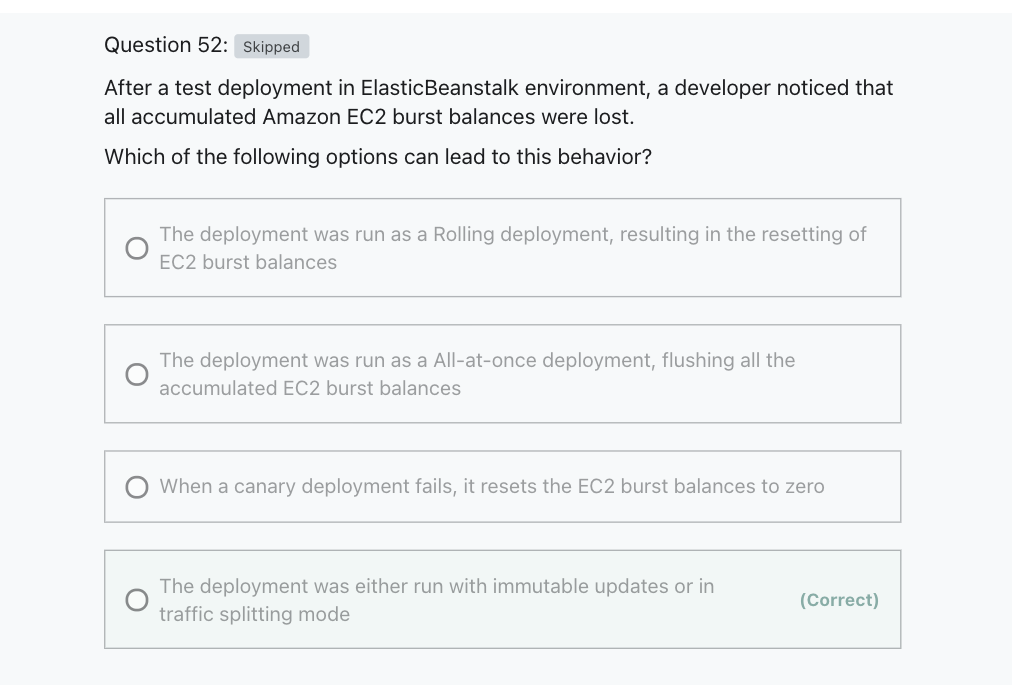 Question 52: Skipped
After a test deployment in ElasticBeanstalk environment, a developer noticed that
all accumulated Amazon EC2 burst balances were lost.
Which of the following options can lead to this behavior?
The deployment was run as a Rolling deployment, resulting in the resetting of
EC2 burst balances
The deployment was run as a All-at-once deployment, flushing all the
accumulated EC2 burst balances
When a canary deployment fails, it resets the EC2 burst balances to zero
The deployment was either run with immutable updates or in
traffic splitting mode
(Correct)